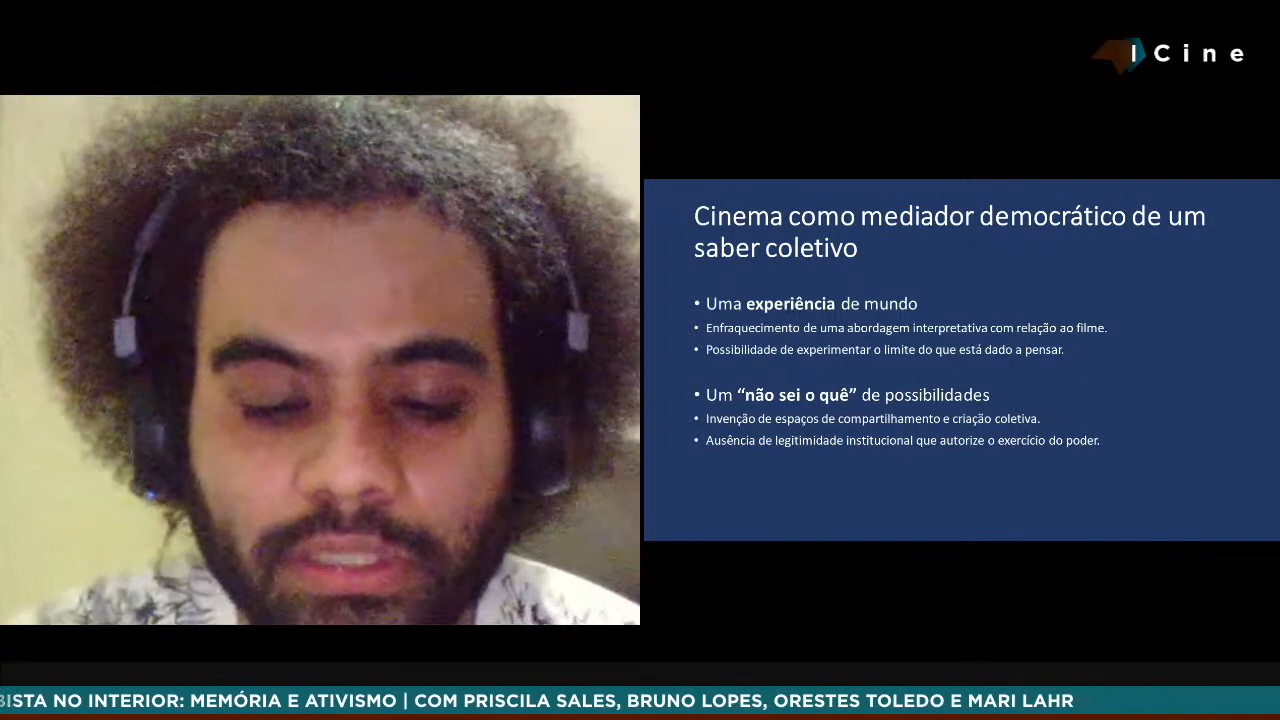 I Cine
Cinema como mediador democrático de um
saber coletivo
• Uma experiência de mundo
• Enfraquecimento de uma abordagem interpretativa com relação ao filme.
• Possibilidade de experimentar o limite do que está dado a pensar.
• Um “não sei o quê” de possibilidades
• Invenção de espaços de compartilhamento e criação coletiva.
• Ausência de legitimidade institucional que autorize o exercício do poder.
BISTA NO INTERIOR: MEMÓRIA E ATIVISMO | COM PRISCILA SALES, BRUNO LOPES, ORESTES TOLEDO E MARI LAHR